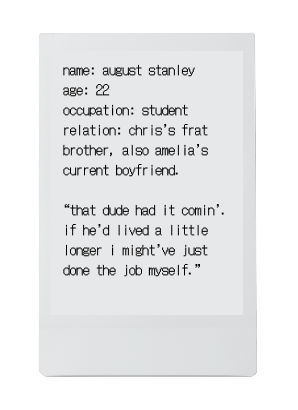 name: august stanley
age: 22
occupation: student
relation: chris's frat
brother, also amelia's
current boyfriend.
"that dude had it comin'.
if he'd lived a little
longer i might've just
done the job myself."